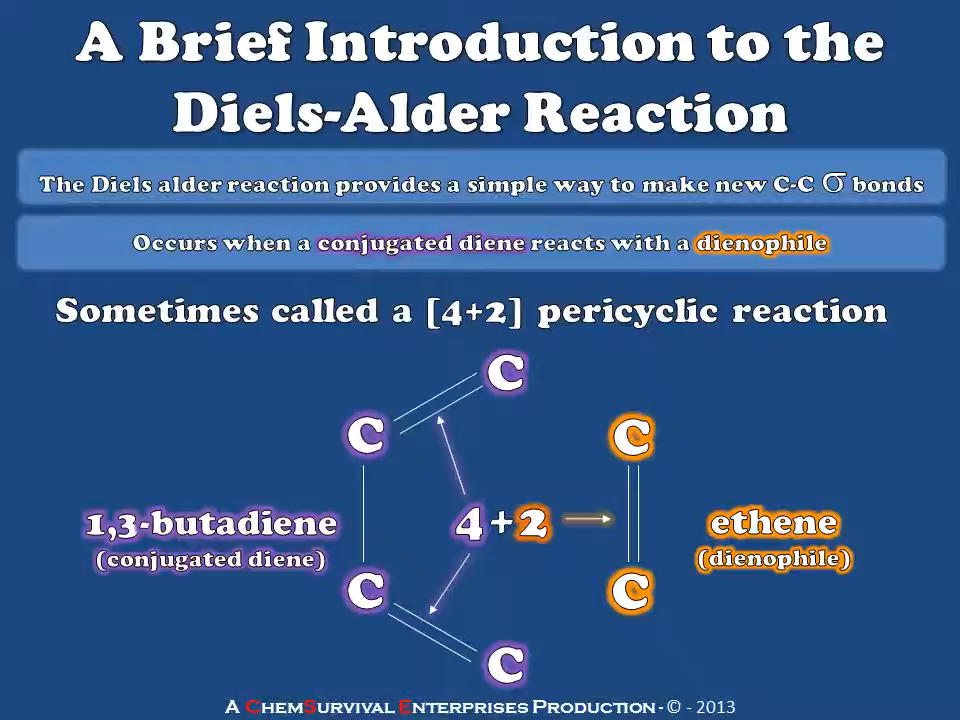 A Brief Introduction to the
Diels-Alder Reaction
The Diels alder reaction provides a simple way to make new C-C σ bonds
Occurs when a conjugated diene reacts with a dienophile
Sometimes called a [4+2] pericyclic reaction
C
C
C
1,3-butadiene
(conjugated diene)
4+2
ethene
(dienophile)
C
C
C
A ChemSurvival Enterprises Production - © - 2013